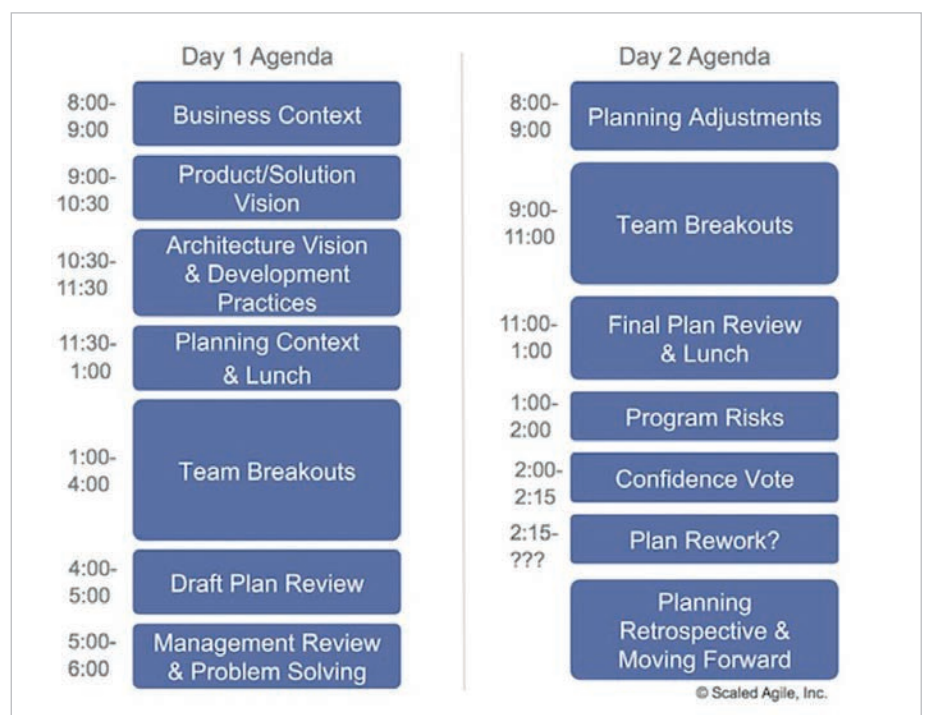 Day 1 Agenda
8:00-
9:00
Business Context
9:00-
10:30
Product/Solution
Vision
10:30-
11:30
Architecture Vision
& Development
Practices
11:30-
1:00
Planning Context
& Lunch
1:00-
4:00
Team Breakouts
4:00-
5:00
Draft Plan Review
5:00-
6:00
Management Review
& Problem Solving
Day 2 Agenda
8:00-
9:00
Planning Adjustments
9:00-
11:00
Team Breakouts
11:00-
1:00
Final Plan Review
& Lunch
1:00-
2:00
Program Risks
2:00-
2:15
Confidence Vote
2:15-
???
Plan Rework?
Planning
Retrospective &
Moving Forward
© Scaled Agile, Inc.